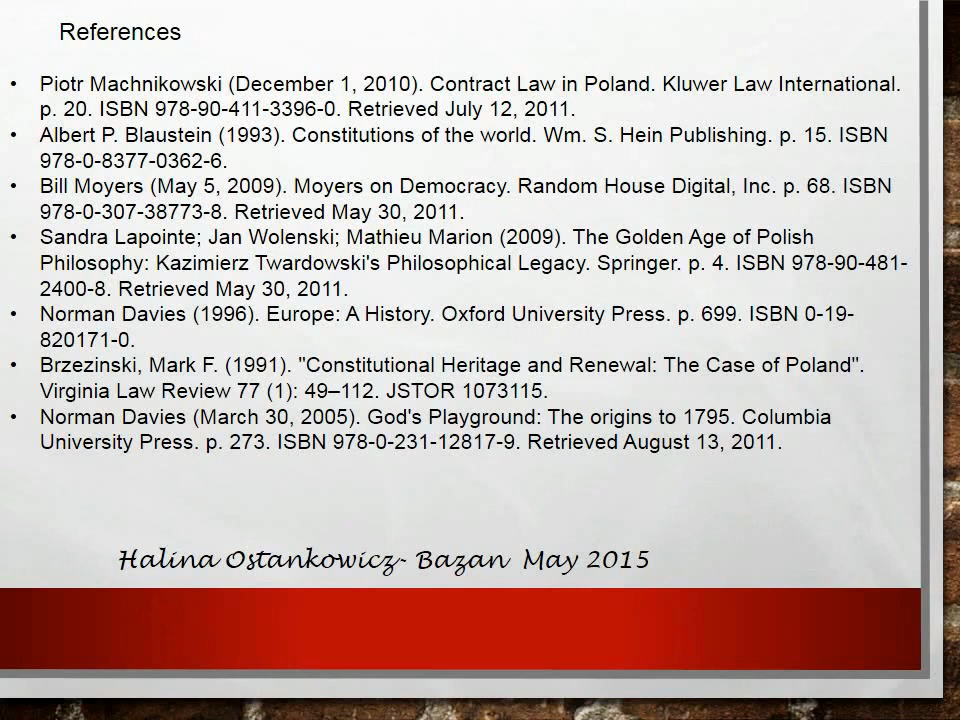 References
• Piotr Machnikowski (December 1, 2010). Contract Law in Poland. Kluwer Law International.
p. 20. ISBN 978-90-411-3396-0. Retrieved July 12, 2011.
• Albert P. Blaustein (1993). Constitutions of the world. Wm. S. Hein Publishing. p. 15. ISBN
978-0-8377-0362-6.
• Bill Moyers (May 5, 2009). Moyers on Democracy. Random House Digital, Inc. p. 68. ISBN
978-0-307-38773-8. Retrieved May 30, 2011.
• Sandra Lapointe; Jan Wolenski; Mathieu Marion (2009). The Golden Age of Polish
Philosophy: Kazimierz Twardowski's Philosophical Legacy. Springer. p. 4. ISBN 978-90-481-
2400-8. Retrieved May 30, 2011.
• Norman Davies (1996). Europe: A History. Oxford University Press. p. 699. ISBN 0-19-
820171-0.
• Brzezinski, Mark F. (1991). "Constitutional Heritage and Renewal: The Case of Poland".
Virginia Law Review 77 (1): 49–112. JSTOR 1073115.
• Norman Davies (March 30, 2005). God's Playground: The origins to 1795. Columbia
University Press. p. 273. ISBN 978-0-231-12817-9. Retrieved August 13, 2011.
Halina Ostankowicz- Bazan May 2015